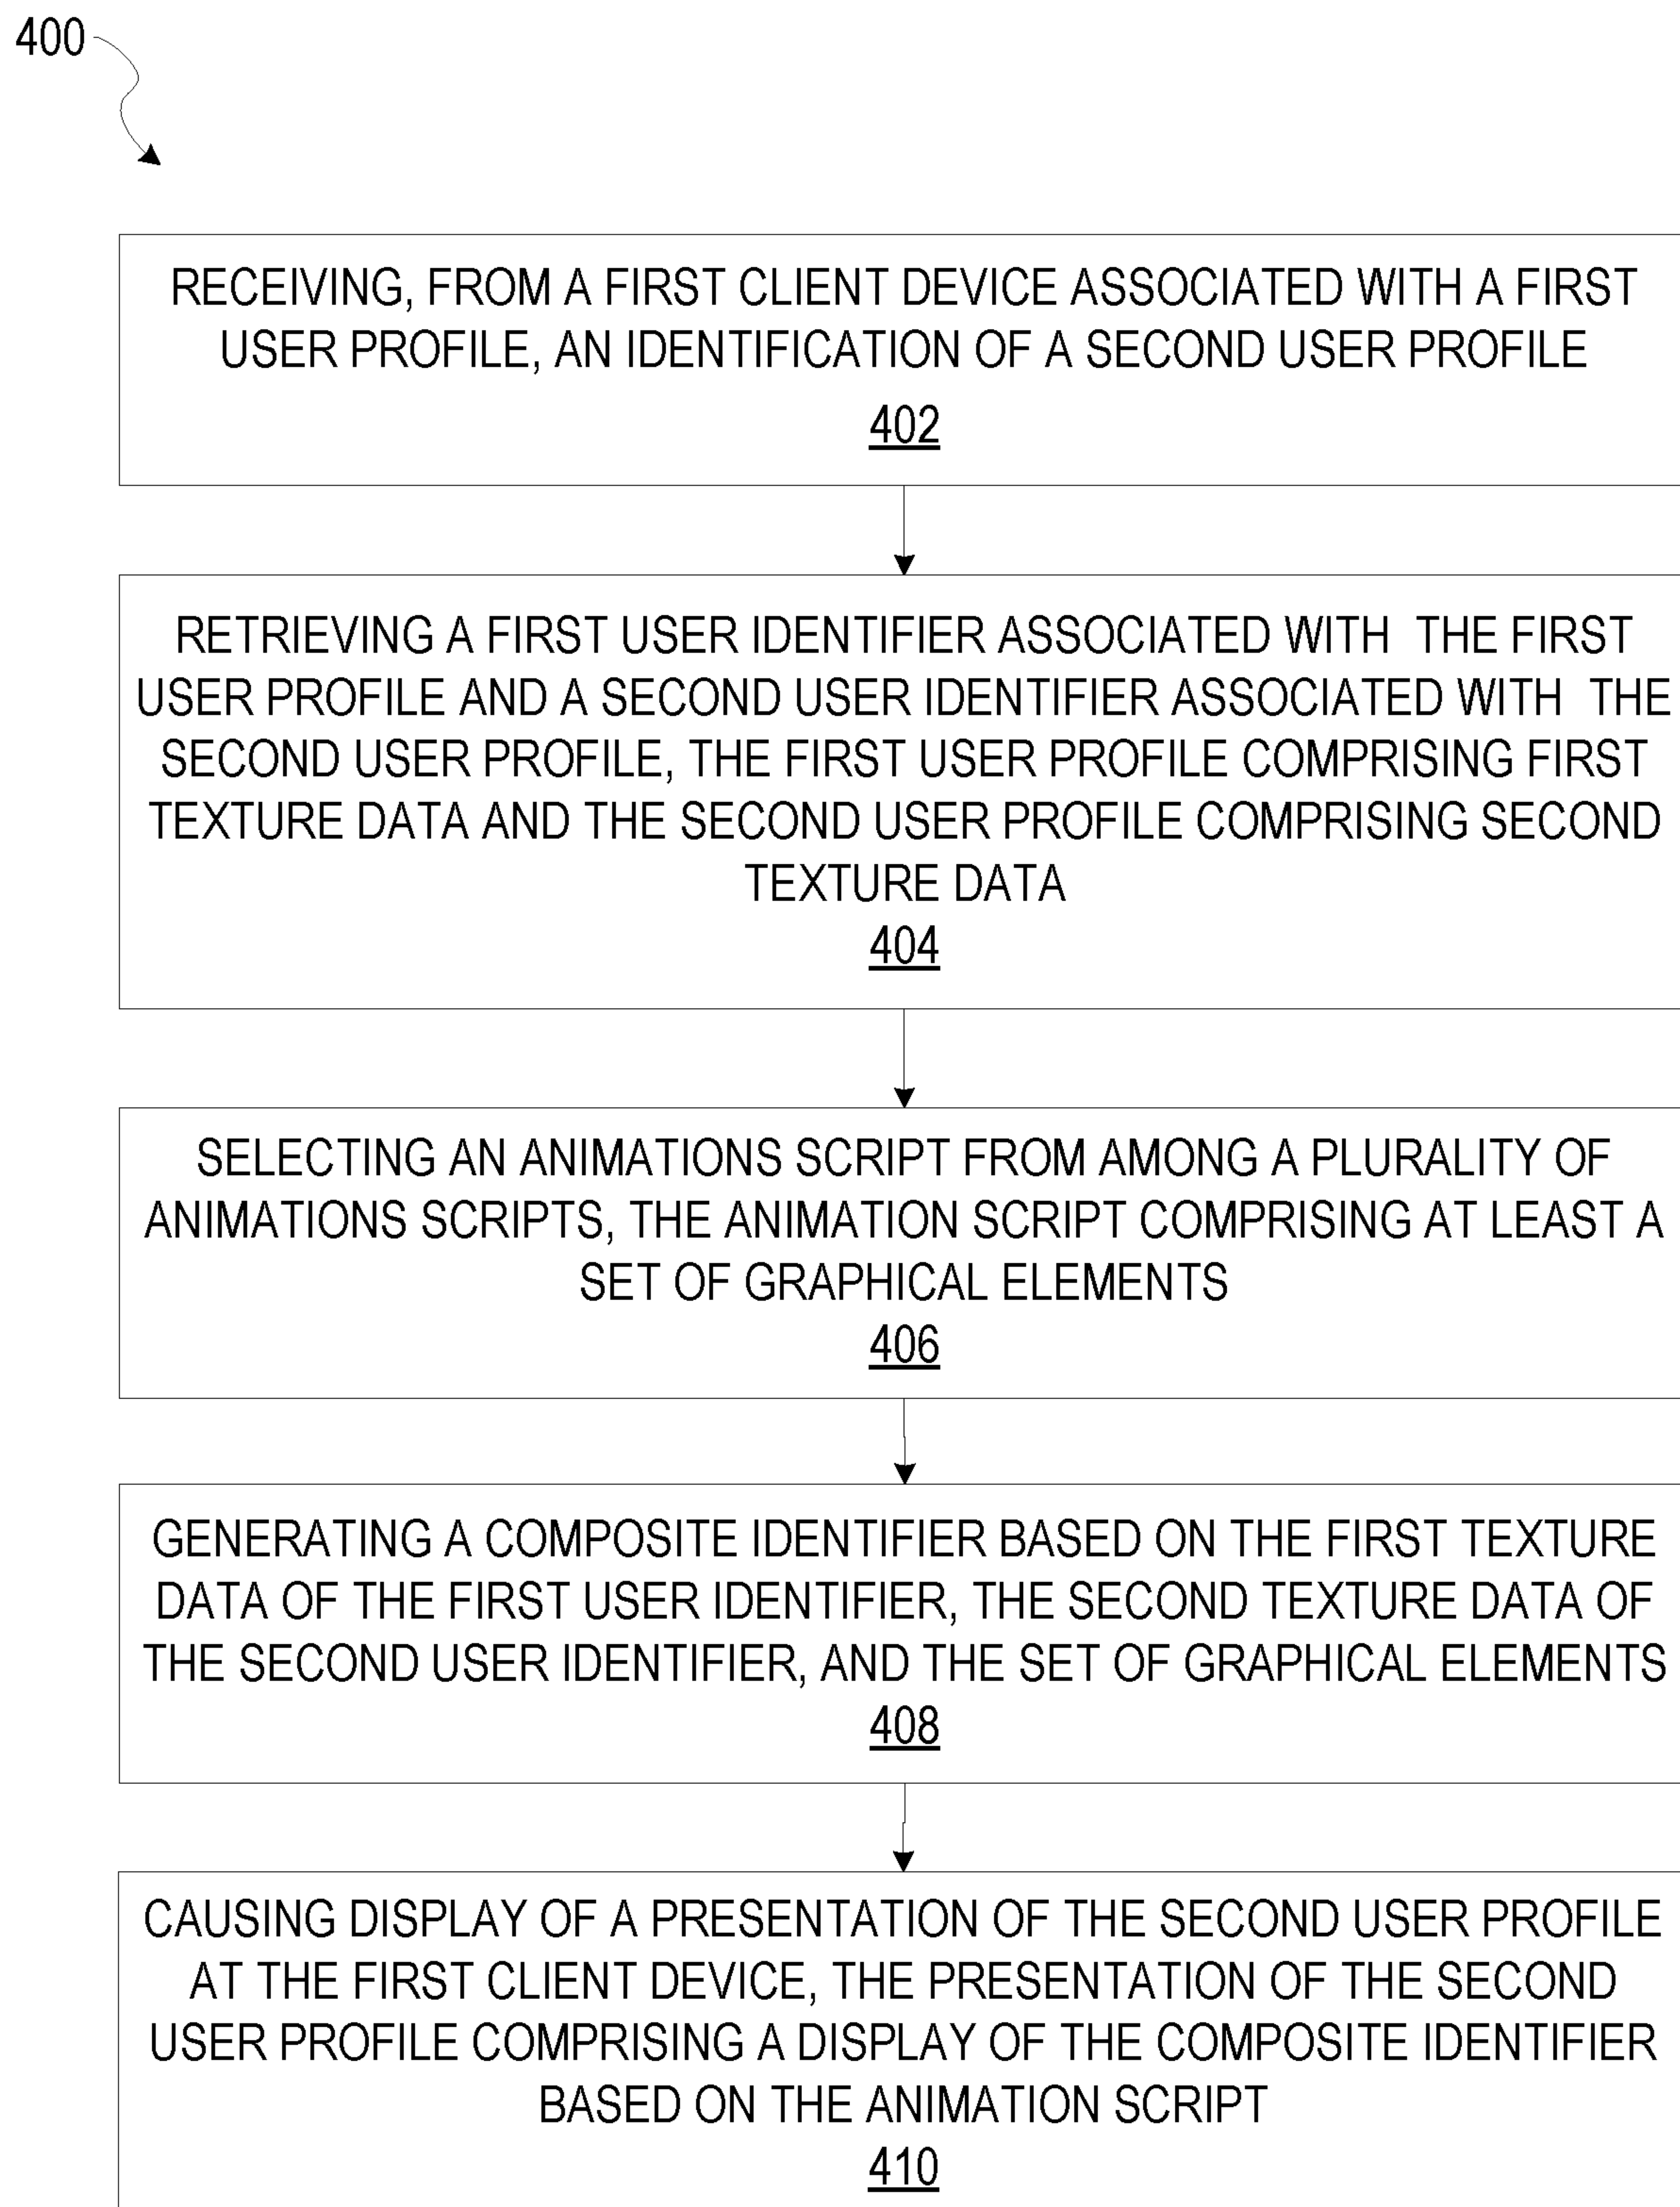 400
RECEIVING, FROM A FIRST CLIENT DEVICE ASSOCIATED WITH A FIRST
USER PROFILE, AN IDENTIFICATION OF A SECOND USER PROFILE
402
RETRIEVING A FIRST USER IDENTIFIER ASSOCIATED WITH THE FIRST
USER PROFILE AND A SECOND USER IDENTIFIER ASSOCIATED WITH THE
SECOND USER PROFILE, THE FIRST USER PROFILE COMPRISING FIRST
TEXTURE DATA AND THE SECOND USER PROFILE COMPRISING SECOND
TEXTURE DATA
404
SELECTING AN ANIMATIONS SCRIPT FROM AMONG A PLURALITY OF
ANIMATIONS SCRIPTS, THE ANIMATION SCRIPT COMPRISING AT LEAST A
SET OF GRAPHICAL ELEMENTS
406
GENERATING A COMPOSITE IDENTIFIER BASED ON THE FIRST TEXTURE
DATA OF THE FIRST USER IDENTIFIER, THE SECOND TEXTURE DATA OF
THE SECOND USER IDENTIFIER, AND THE SET OF GRAPHICAL ELEMENTS
408
CAUSING DISPLAY OF A PRESENTATION OF THE SECOND USER PROFILE
AT THE FIRST CLIENT DEVICE, THE PRESENTATION OF THE SECOND
USER PROFILE COMPRISING A DISPLAY OF THE COMPOSITE IDENTIFIER
BASED ON THE ANIMATION SCRIPT
410